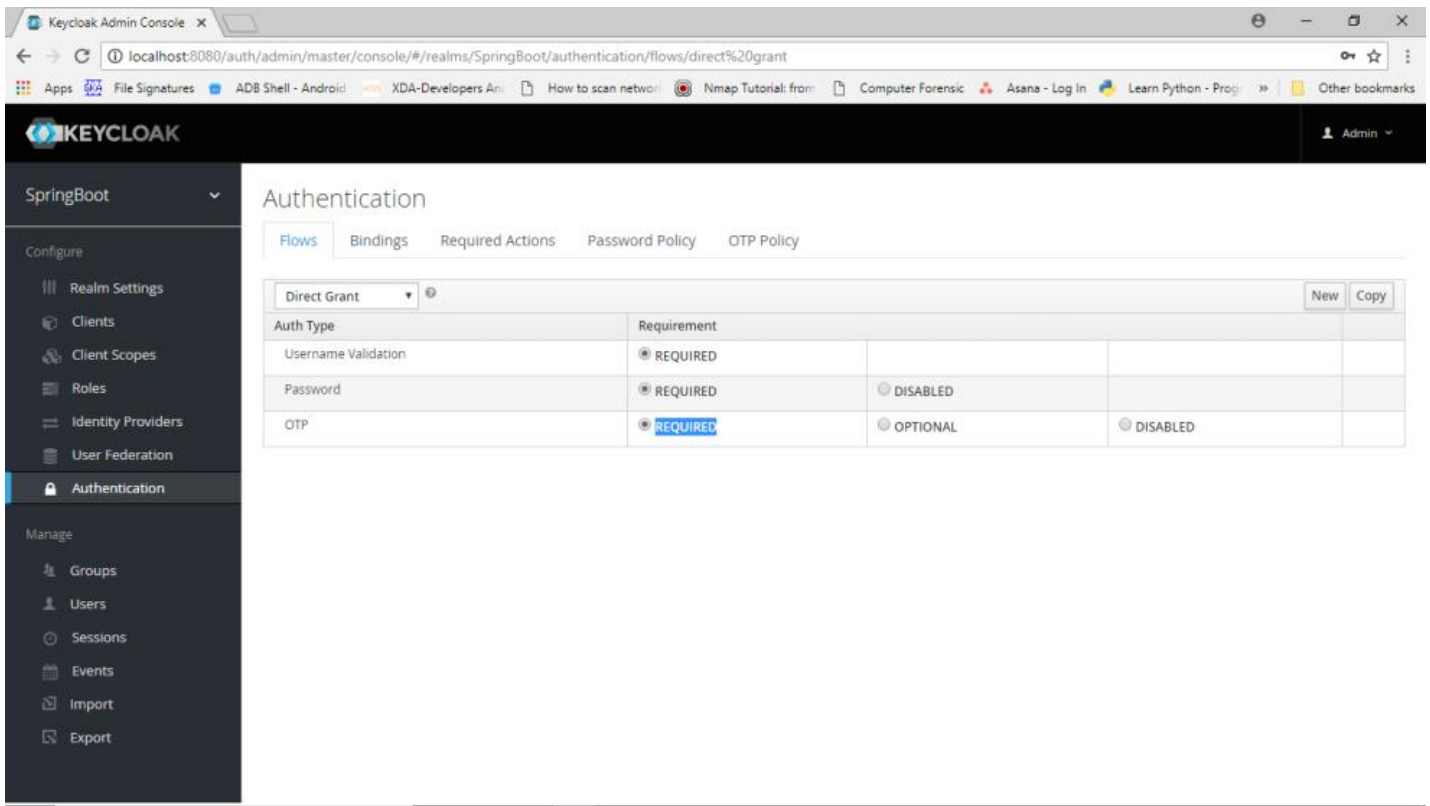 Keycloak Admin Console
localhost:8080/auth/admin/master/console/#/realms/SpringBoot/authentication/flows/direct%20grant
Apps File Signatures ADB Shell - Android XDA-Developers An How to scan networ Nmap Tutorial: from Computer Forensic Asana - Log In Learn Python - Prog » Other bookmarks
KEYCLOAK
Admin
SpringBoot
Configure
Realm Settings
Clients
Client Scopes
Roles
Identity Providers
User Federation
Authentication
Manage
Groups
Users
Sessions
Events
Import
Export
Authentication
Flows Bindings Required Actions Password Policy OTP Policy
Direct Grant New Copy
Auth Type Requirement
Username Validation REQUIRED
Password REQUIRED DISABLED
OTP REQUIRED OPTIONAL DISABLED